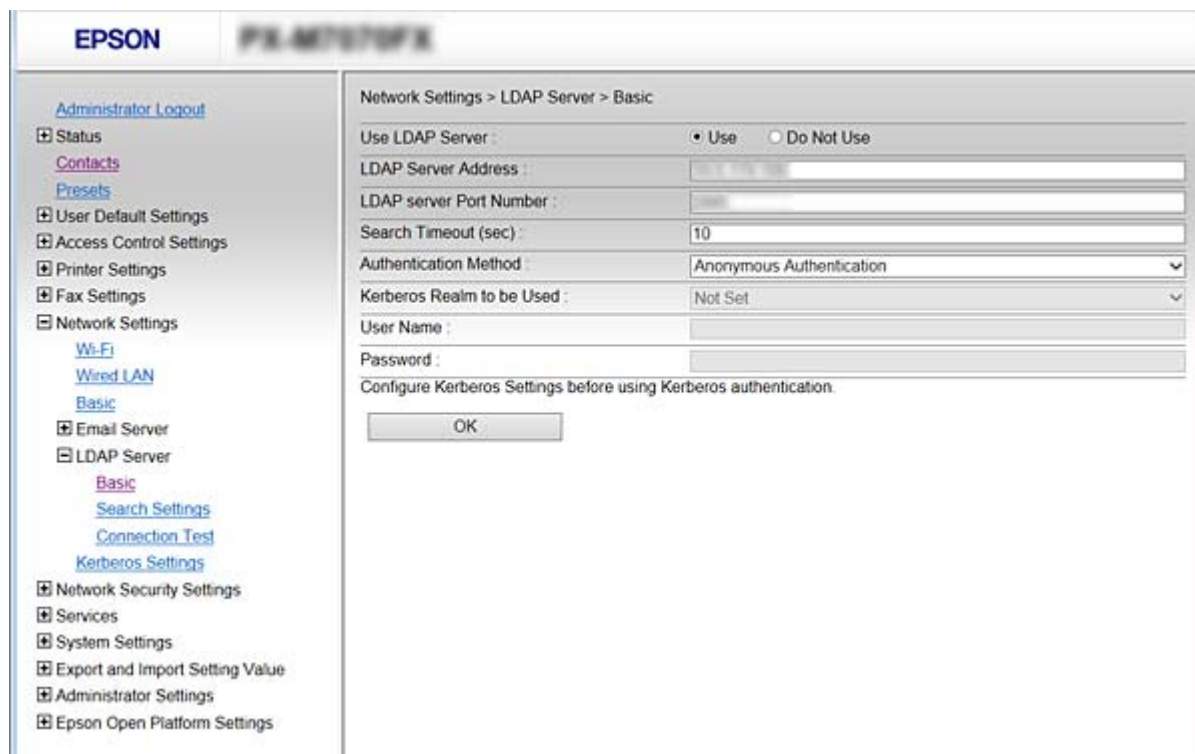 EPSON
Administrator Logout
Status
Contacts
Presets
User Default Settings
Access Control Settings
Printer Settings
Fax Settings
Network Settings
Wi-Fi
Wired LAN
Basic
Email Server
LDAP Server
Basic
Search Settings
Connection Test
Kerberos Settings
Network Security Settings
Services
System Settings
Export and Import Setting Value
Administrator Settings
Epson Open Platform Settings
Network Settings > LDAP Server > Basic
Use LDAP Server : Use Do Not Use
LDAP Server Address :
LDAP server Port Number :
Search Timeout (sec) : 10
Authentication Method : Anonymous Authentication
Kerberos Realm to be Used : Not Set
User Name :
Password :
Configure Kerberos Settings before using Kerberos authentication.
OK